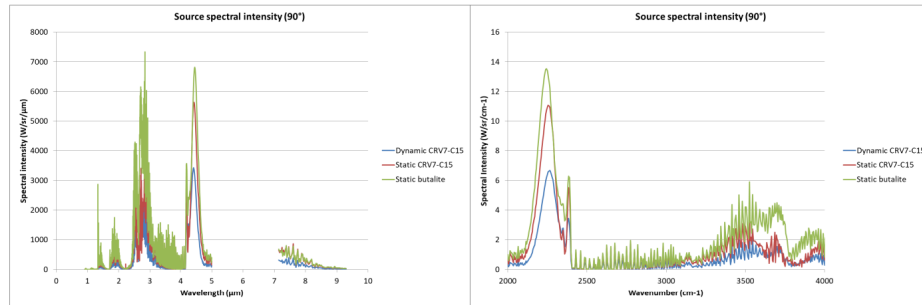 Source spectral intensity (90°)
8000
7000
6000
5000
4000
3000
2000
1000
0
Spectral intensity (W/sr/µm)
0 1 2 3 4 5 6 7 8 9 10
Wavelength (µm)
Dynamic CRV7-C15
Static CRV7-C15
Static butalite
Source spectral intensity (90°)
16
14
12
10
8
6
4
2
0
Spectral Intensity (W/sr/cm-1)
2000 2500 3000 3500 4000
Wavenumber (cm-1)
Dynamic CRV7-C15
Static CRV7-C15
Static butalite